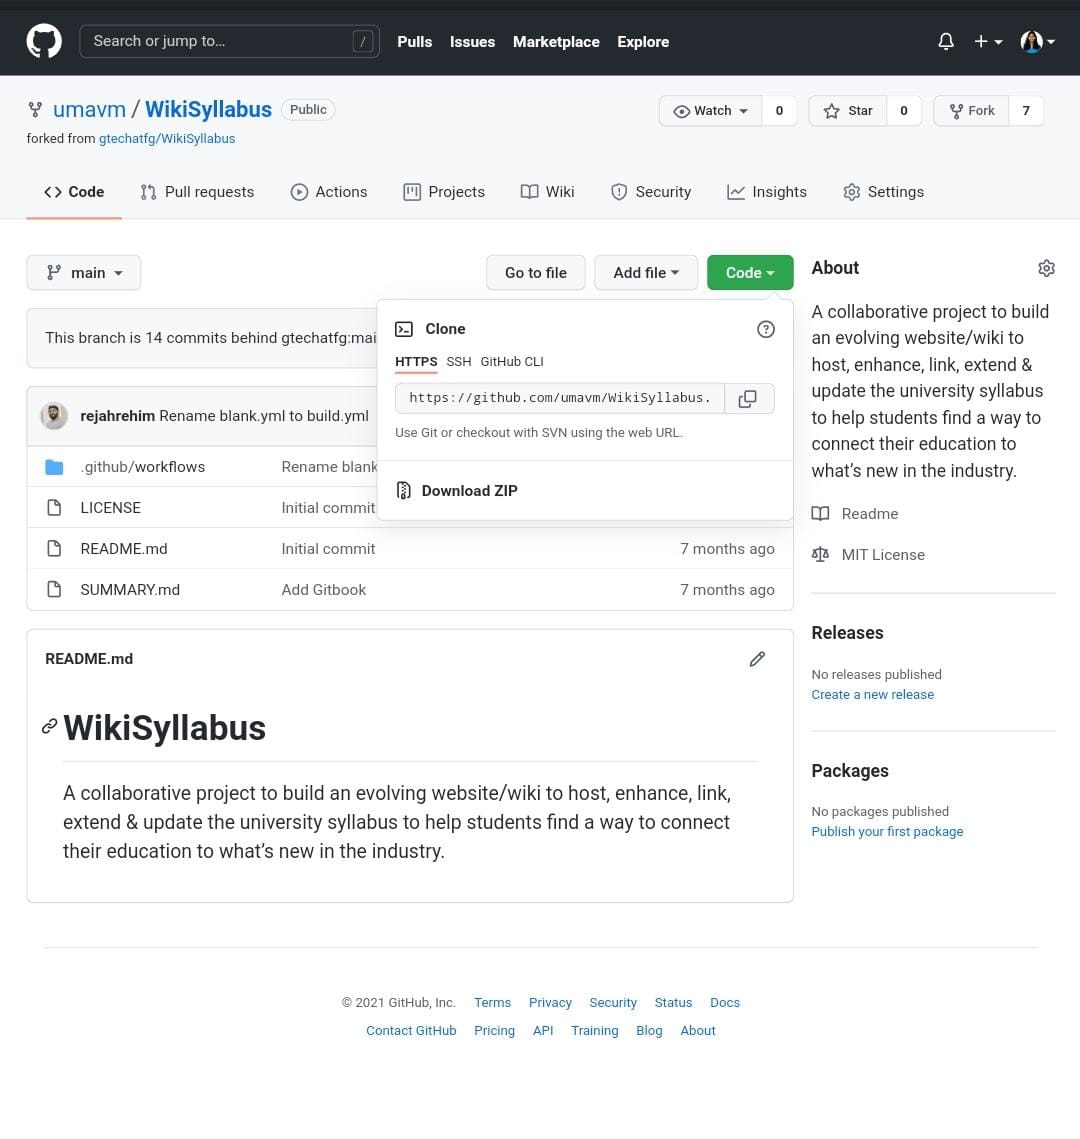 Search or jump to...
/
Pulls Issues Marketplace Explore
umavm / WikiSyllabus Public
Watch 0 Star 0 Fork 7
forked from gtechatfg/WikiSyllabus
Code Pull requests Actions Projects Wiki Security Insights Settings
main Go to file Add file Code
This branch is 14 commits behind gtechatfg:mai
Clone
HTTPS SSH GitHub CLI
https://github.com/umavm/WikiSyllabus.
Use Git or checkout with SVN using the web URL.
Download ZIP
rejahrehim Rename blank.yml to build.yml
.github/workflows Rename blank
LICENSE Initial commit
README.md Initial commit 7 months ago
SUMMARY.md Add Gitbook 7 months ago
README.md
WikiSyllabus
A collaborative project to build an evolving website/wiki to host, enhance, link,
extend & update the university syllabus to help students find a way to connect
their education to what's new in the industry.
About
A collaborative project to build
an evolving website/wiki to
host, enhance, link, extend &
update the university syllabus
to help students find a way to
connect their education to
what's new in the industry.
Readme
MIT License
Releases
No releases published
Create a new release
Packages
No packages published
Publish your first package
© 2021 GitHub, Inc. Terms Privacy Security Status Docs
Contact GitHub Pricing API Training Blog About